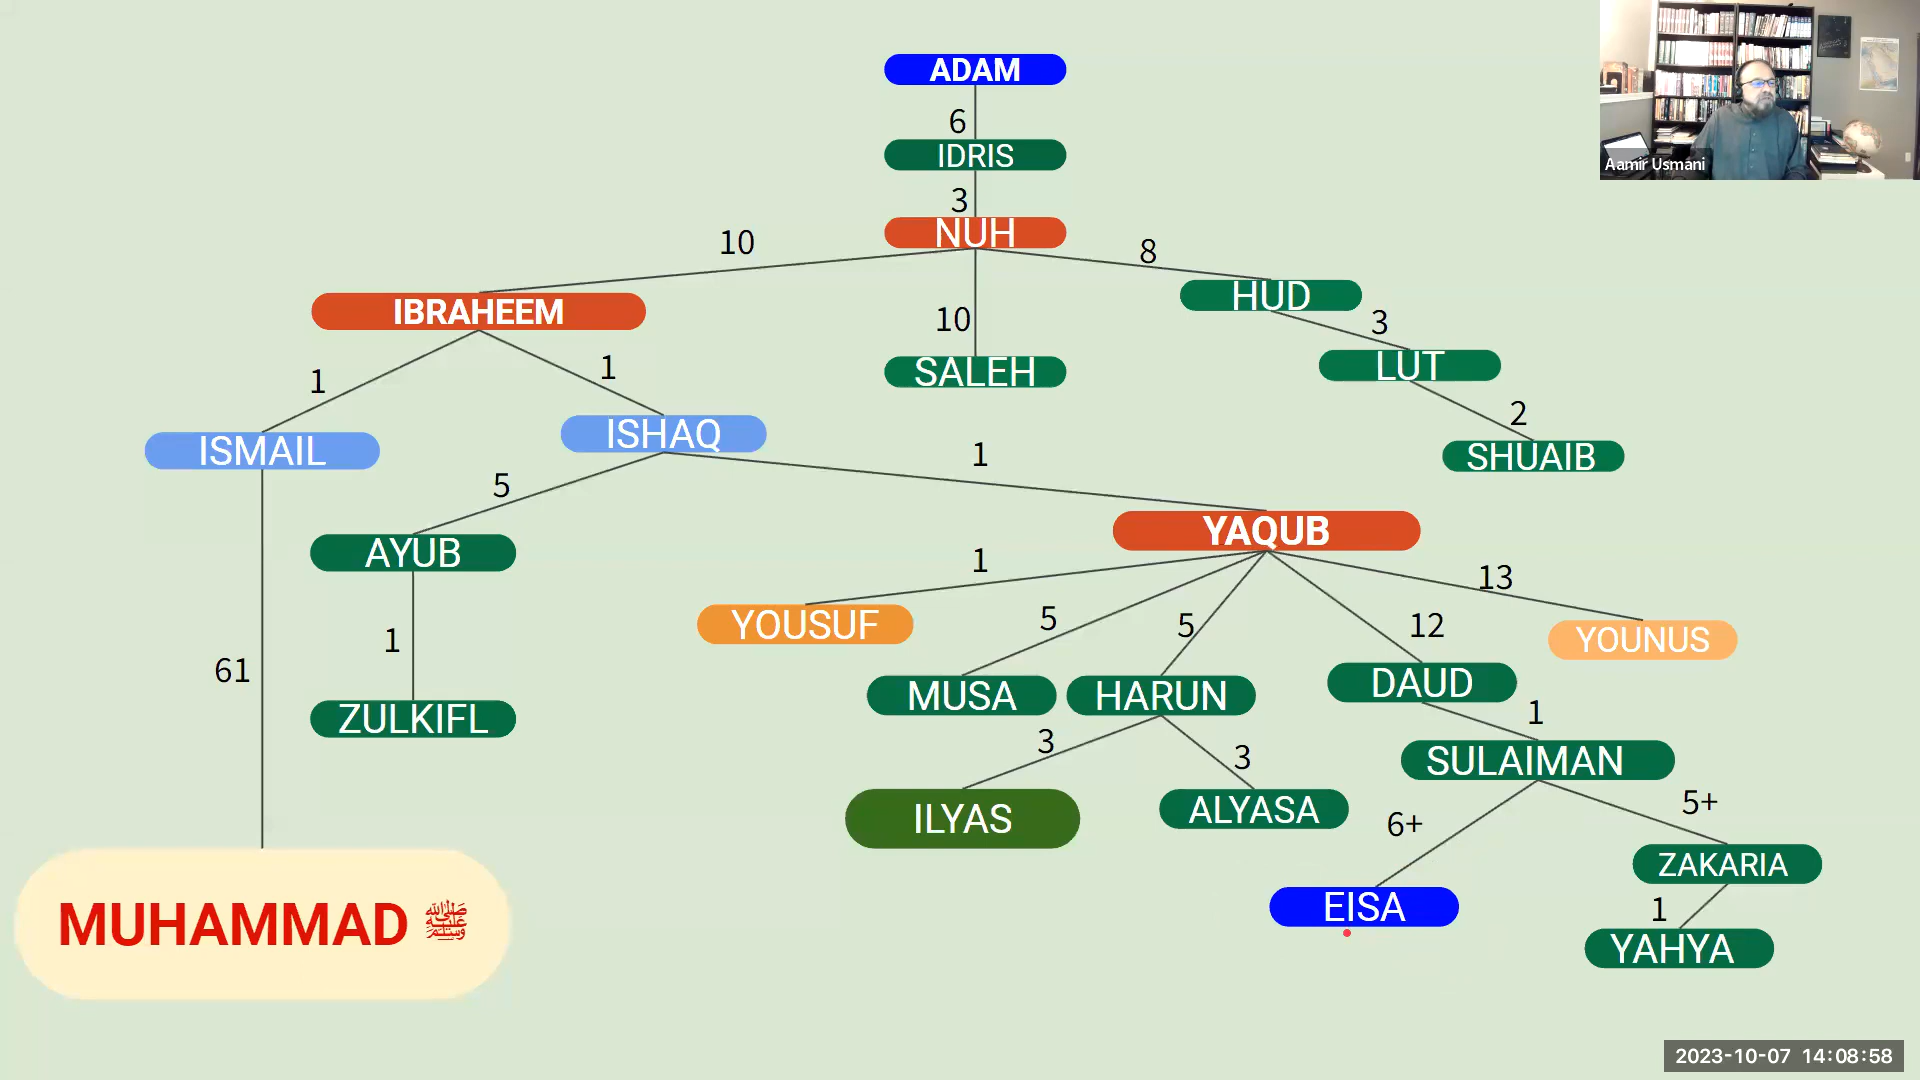 ADAM
6
IDRIS
3
NUH
10
8
IBRAHEEM
HUD
10
3
SALEH
LUT
1
1
2
ISMAIL
ISHAQ
SHUAIB
5
1
AYUB
YAQUB
1
13
YOUSUF
5
5
12
YOUNUS
61
1
MUSA
HARUN
DAUD
ZULKIFL
3
3
1
SULAIMAN
ILYAS
ALYASA
6+
5+
ZAKARIA
EISA
1
YAHYA
MUHAMMAD ﷺ
Aamir Usmani
2023-10-07 14:08:58